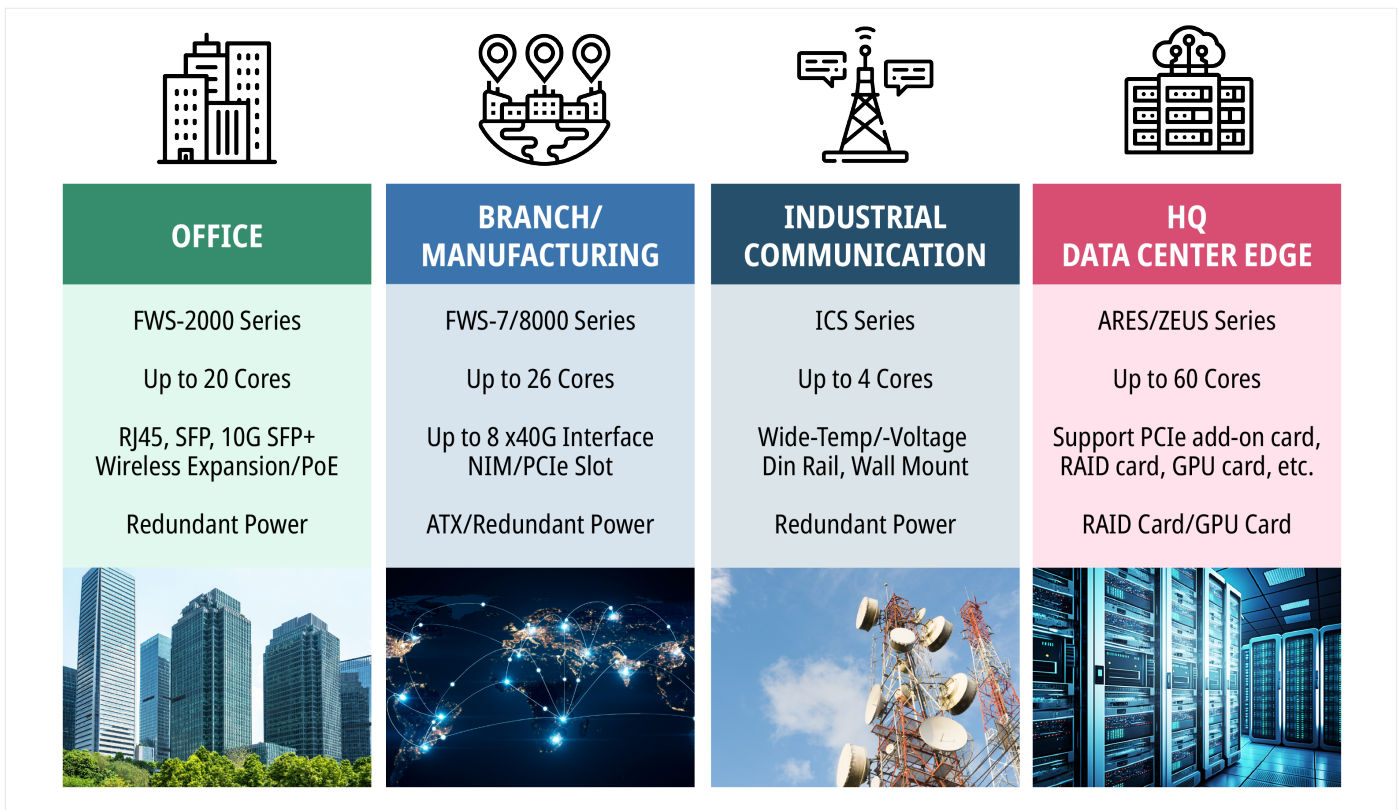 OFFICE
FWS-2000 Series
Up to 20 Cores
RJ45, SFP, 10G SFP+
Wireless Expansion/PoE
Redundant Power
BRANCH/
MANUFACTURING
FWS-7/8000 Series
Up to 26 Cores
Up to 8 x40G Interface
NIM/PCIe Slot
ATX/Redundant Power
INDUSTRIAL
COMMUNICATION
ICS Series
Up to 4 Cores
Wide-Temp/-Voltage
Din Rail, Wall Mount
Redundant Power
HQ
DATA CENTER EDGE
ARES/ZEUS Series
Up to 60 Cores
Support PCIe add-on card,
RAID card, GPU card, etc.
RAID Card/GPU Card